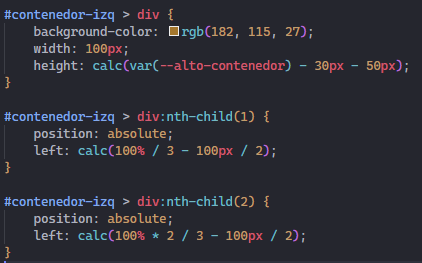 #contenedor-izq > div {
    background-color: rgb(182, 115, 27);
    width: 100px;
    height: calc(var(--alto-contenedor) - 30px - 50px);
}

#contenedor-izq > div:nth-child(1) {
    position: absolute;
    left: calc(100% / 3 - 100px / 2);
}

#contenedor-izq > div:nth-child(2) {
    position: absolute;
    left: calc(100% * 2 / 3 - 100px / 2);
}